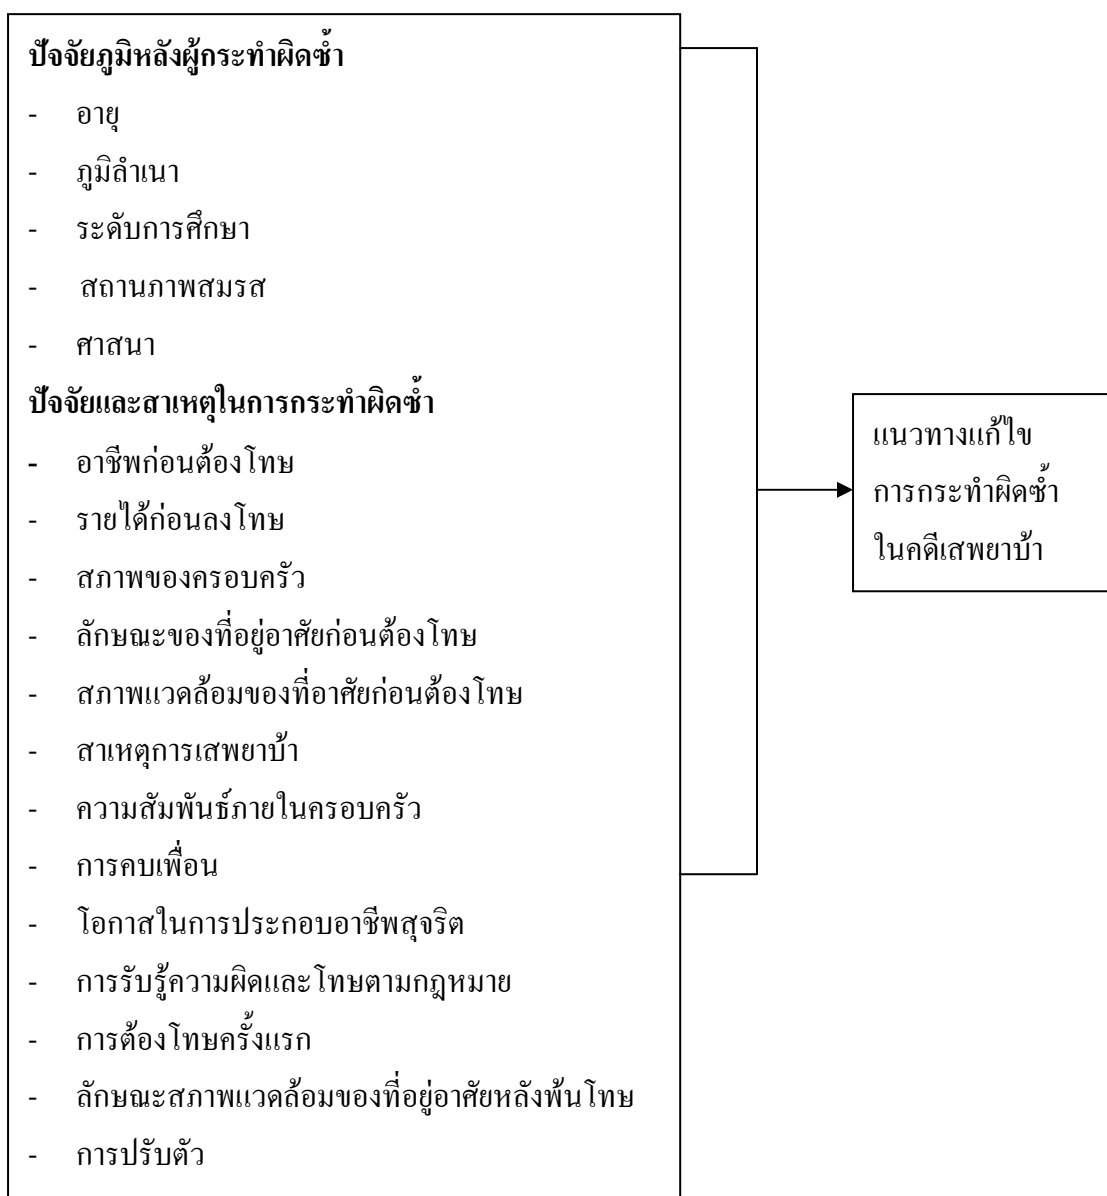 ปัจจัยภูมิหลังผู้กระทำผิดซ้ำ
- อายุ
- ภูมิลำเนา
- ระดับการศึกษา
- สถานภาพสมรส
- ศาสนา
ปัจจัยและสาเหตุในการกระทำผิดซ้ำ
- อาชีพก่อนต้องโทษ
- รายได้ก่อนลงโทษ
- สภาพของครอบครัว
- ลักษณะของที่อยู่อาศัยก่อนต้องโทษ
- สภาพแวดล้อมของที่อาศัยก่อนต้องโทษ
- สาเหตุการเสพยาบ้า
- ความสัมพันธ์ภายในครอบครัว
- การคบเพื่อน
- โอกาสในการประกอบอาชีพสุจริต
- การรับรู้ความผิดและโทษตามกฎหมาย
- การต้องโทษครั้งแรก
- ลักษณะสภาพแวดล้อมของที่อยู่อาศัยหลังพ้นโทษ
- การปรับตัว
แนวทางแก้ไข
การกระทำผิดซ้ำ
ในคดีเสพยาบ้า